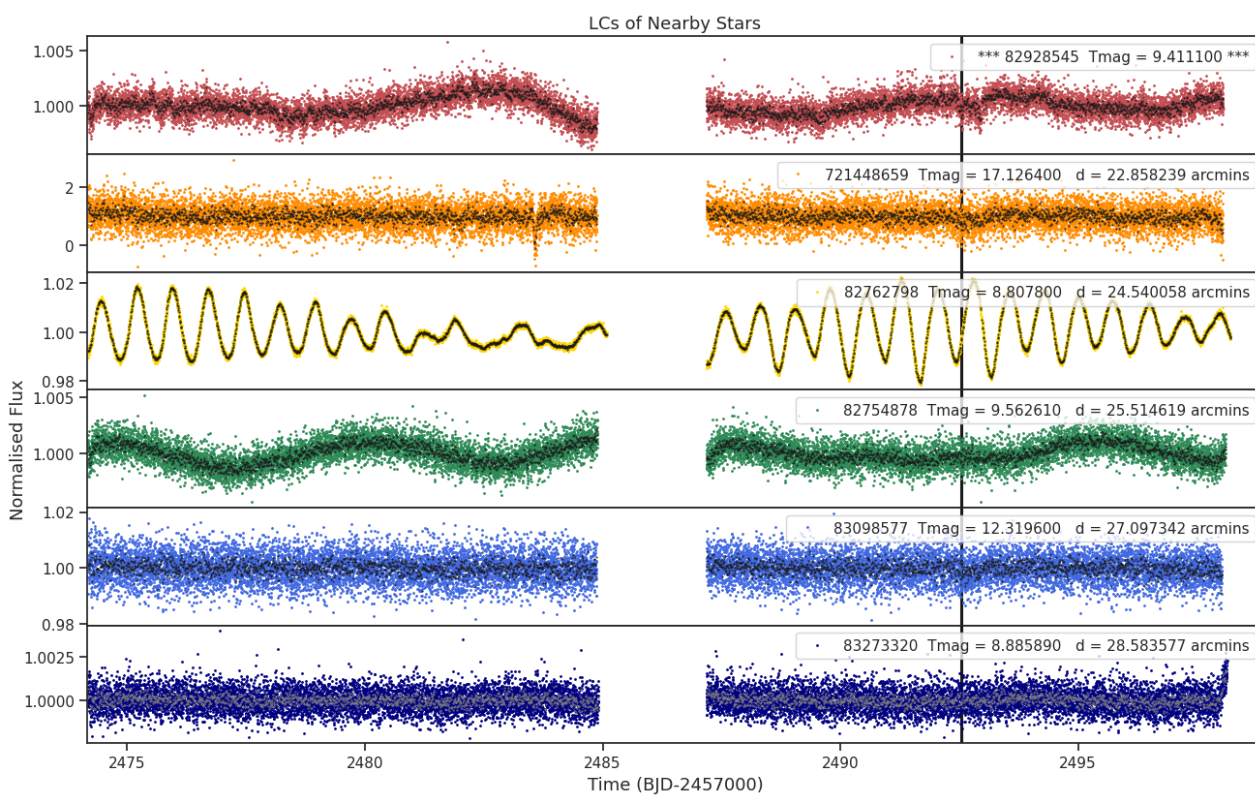 LCs of Nearby Stars
*** 82928545 Tmag = 9.411100 ***
1.005
1.000
721448659 Tmag = 17.126400 d = 22.858239 arcmins
2
0
82762798 Tmag = 8.807800 d = 24.540058 arcmins
1.02
1.00
0.98
82754878 Tmag = 9.562610 d = 25.514619 arcmins
1.005
1.000
83098577 Tmag = 12.319600 d = 27.097342 arcmins
1.02
1.00
0.98
83273320 Tmag = 8.885890 d = 28.583577 arcmins
1.0025
1.0000
Normalised Flux
2475 2480 2485 2490 2495
Time (BJD-2457000)